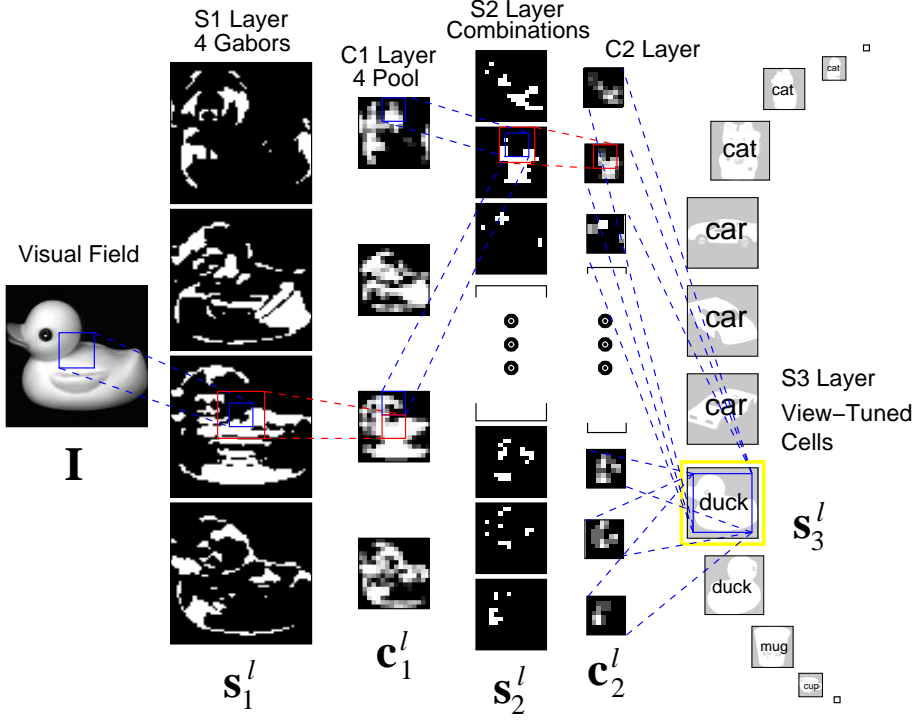 S1 Layer
4 Gabors
C1 Layer
4 Pool
S2 Layer
Combinations
C2 Layer
Visual Field
I
cat
cat
cat
car
car
car
S3 Layer
View−Tuned
Cells
duck
duck
mug
cup
s₁ˡ
c₁ˡ
s₂ˡ
c₂ˡ
s₃ˡ